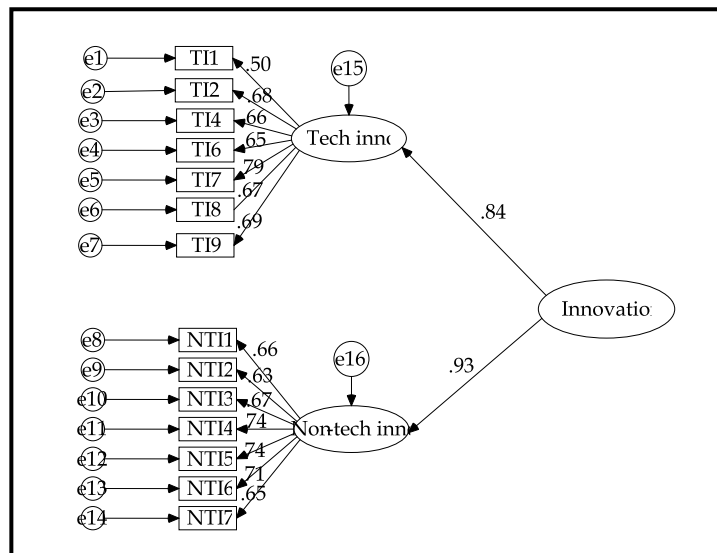 e1 TI1 .50
e2 TI2 .68
e3 TI4 .66
e4 TI6 .65
e5 TI7 .79
e6 TI8 .67
e7 TI9 .69
e15
Tech inno
.84
Innovatio
.93
e8 NTI1 .66
e9 NTI2 .63
e10 NTI3 .67
e11 NTI4 .74
e12 NTI5 .74
e13 NTI6 .71
e14 NTI7 .65
e16
Non-tech inn